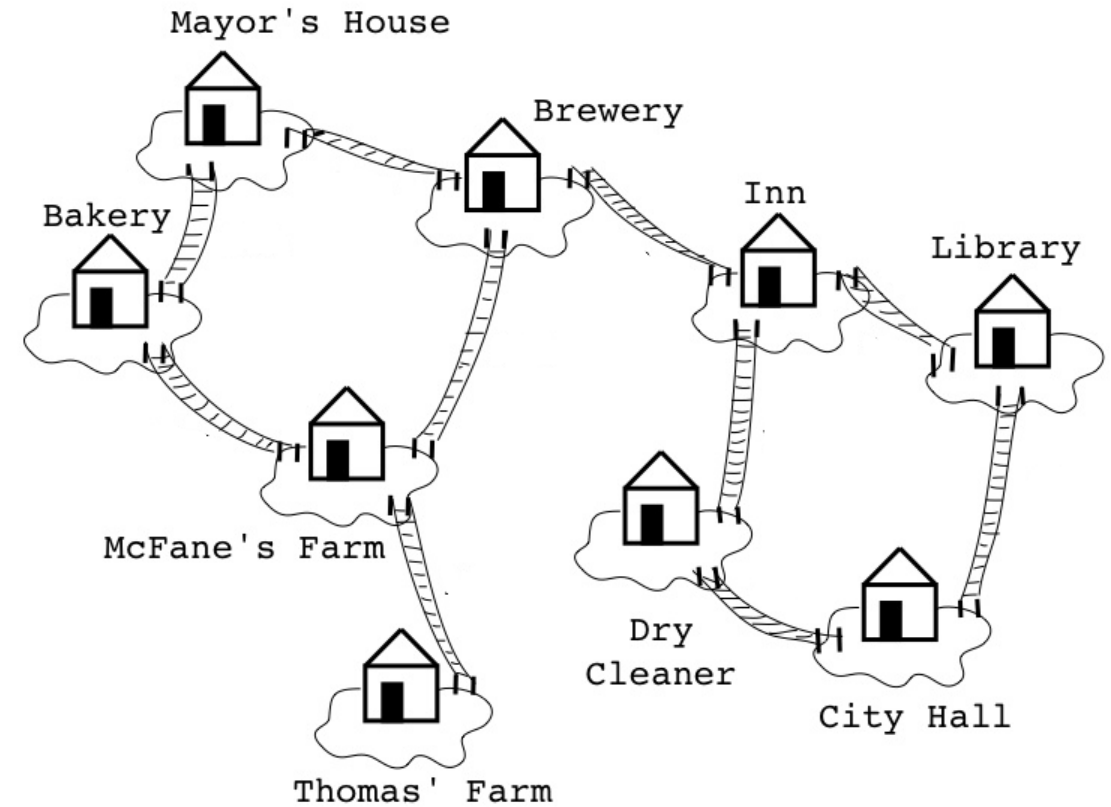 Mayor's House
Brewery
Inn
Bakery
Library
McFane's Farm
Dry
Cleaner
City Hall
Thomas' Farm